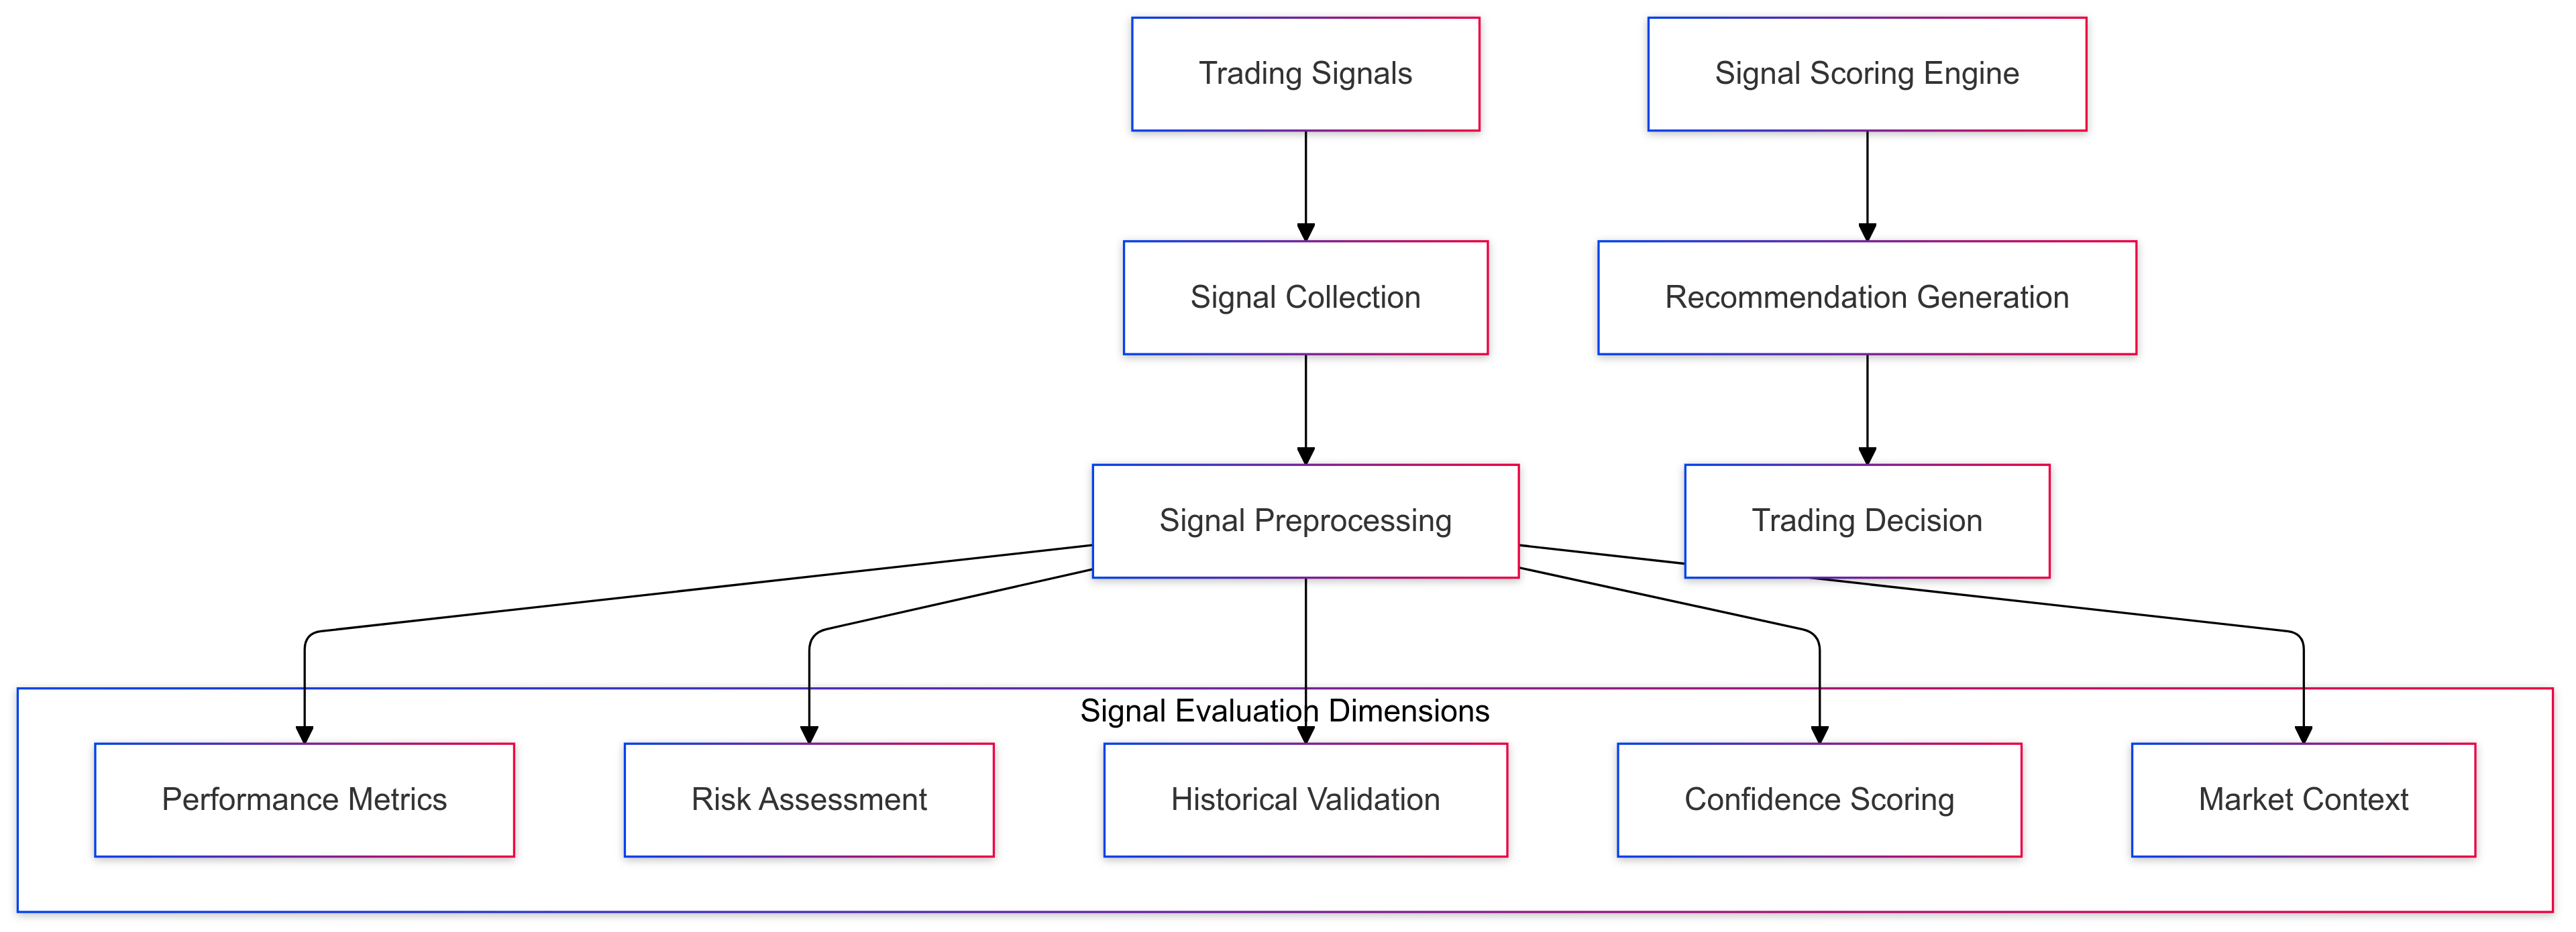 Trading Signals
Signal Scoring Engine
Signal Collection
Recommendation Generation
Signal Preprocessing
Trading Decision
Signal Evaluation Dimensions
Performance Metrics
Risk Assessment
Historical Validation
Confidence Scoring
Market Context